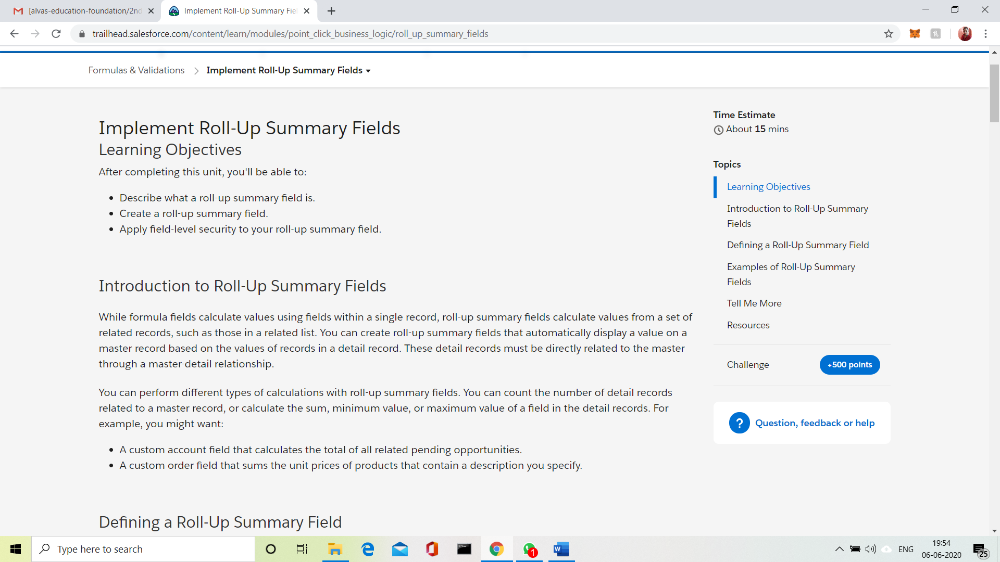 [alvas-education-foundation/2nd
Implement Roll-Up Summary Fiel
trailhead.salesforce.com/content/learn/modules/point_click_business_logic/roll_up_summary_fields
Formulas & Validations
Implement Roll-Up Summary Fields
Implement Roll-Up Summary Fields
Learning Objectives
After completing this unit, you'll be able to:
Describe what a roll-up summary field is.
Create a roll-up summary field.
Apply field-level security to your roll-up summary field.
Introduction to Roll-Up Summary Fields
While formula fields calculate values using fields within a single record, roll-up summary fields calculate values from a set of
related records, such as those in a related list. You can create roll-up summary fields that automatically display a value on a
master record based on the values of records in a detail record. These detail records must be directly related to the master
through a master-detail relationship.
You can perform different types of calculations with roll-up summary fields. You can count the number of detail records
related to a master record, or calculate the sum, minimum value, or maximum value of a field in the detail records. For
example, you might want:
A custom account field that calculates the total of all related pending opportunities.
A custom order field that sums the unit prices of products that contain a description you specify.
Defining a Roll-Up Summary Field
Time Estimate
About 15 mins
Topics
Learning Objectives
Introduction to Roll-Up Summary
Fields
Defining a Roll-Up Summary Field
Examples of Roll-Up Summary
Fields
Tell Me More
Resources
Challenge
+500 points
? Question, feedback or help
Type here to search
1
W
ENG
19:54
06-06-2020
25